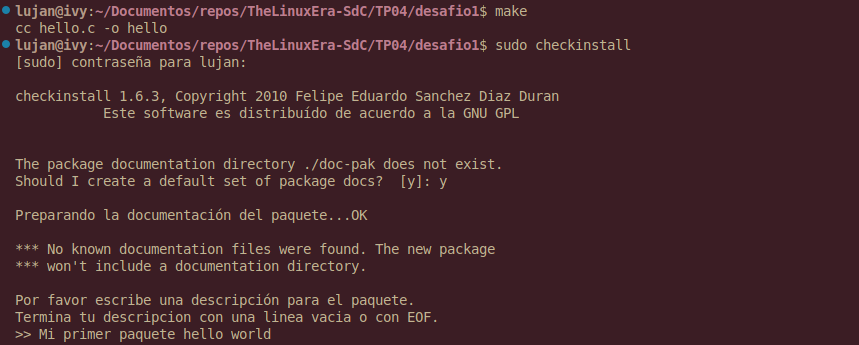 lujan@ivy:~/Documentos/repos/TheLinuxEra-SdC/TP04/desafio1$ make
cc hello.c -o hello
lujan@ivy:~/Documentos/repos/TheLinuxEra-SdC/TP04/desafio1$ sudo checkinstall
[sudo] contraseña para lujan:
checkinstall 1.6.3, Copyright 2010 Felipe Eduardo Sanchez Diaz Duran
Este software es distribuído de acuerdo a la GNU GPL
The package documentation directory ./doc-pak does not exist.
Should I create a default set of package docs?  [y]: y
Preparando la documentación del paquete...OK
*** No known documentation files were found. The new package
*** won't include a documentation directory.
Por favor escribe una descripción para el paquete.
Termina tu descripcion con una linea vacia o con EOF.
>> Mi primer paquete hello world